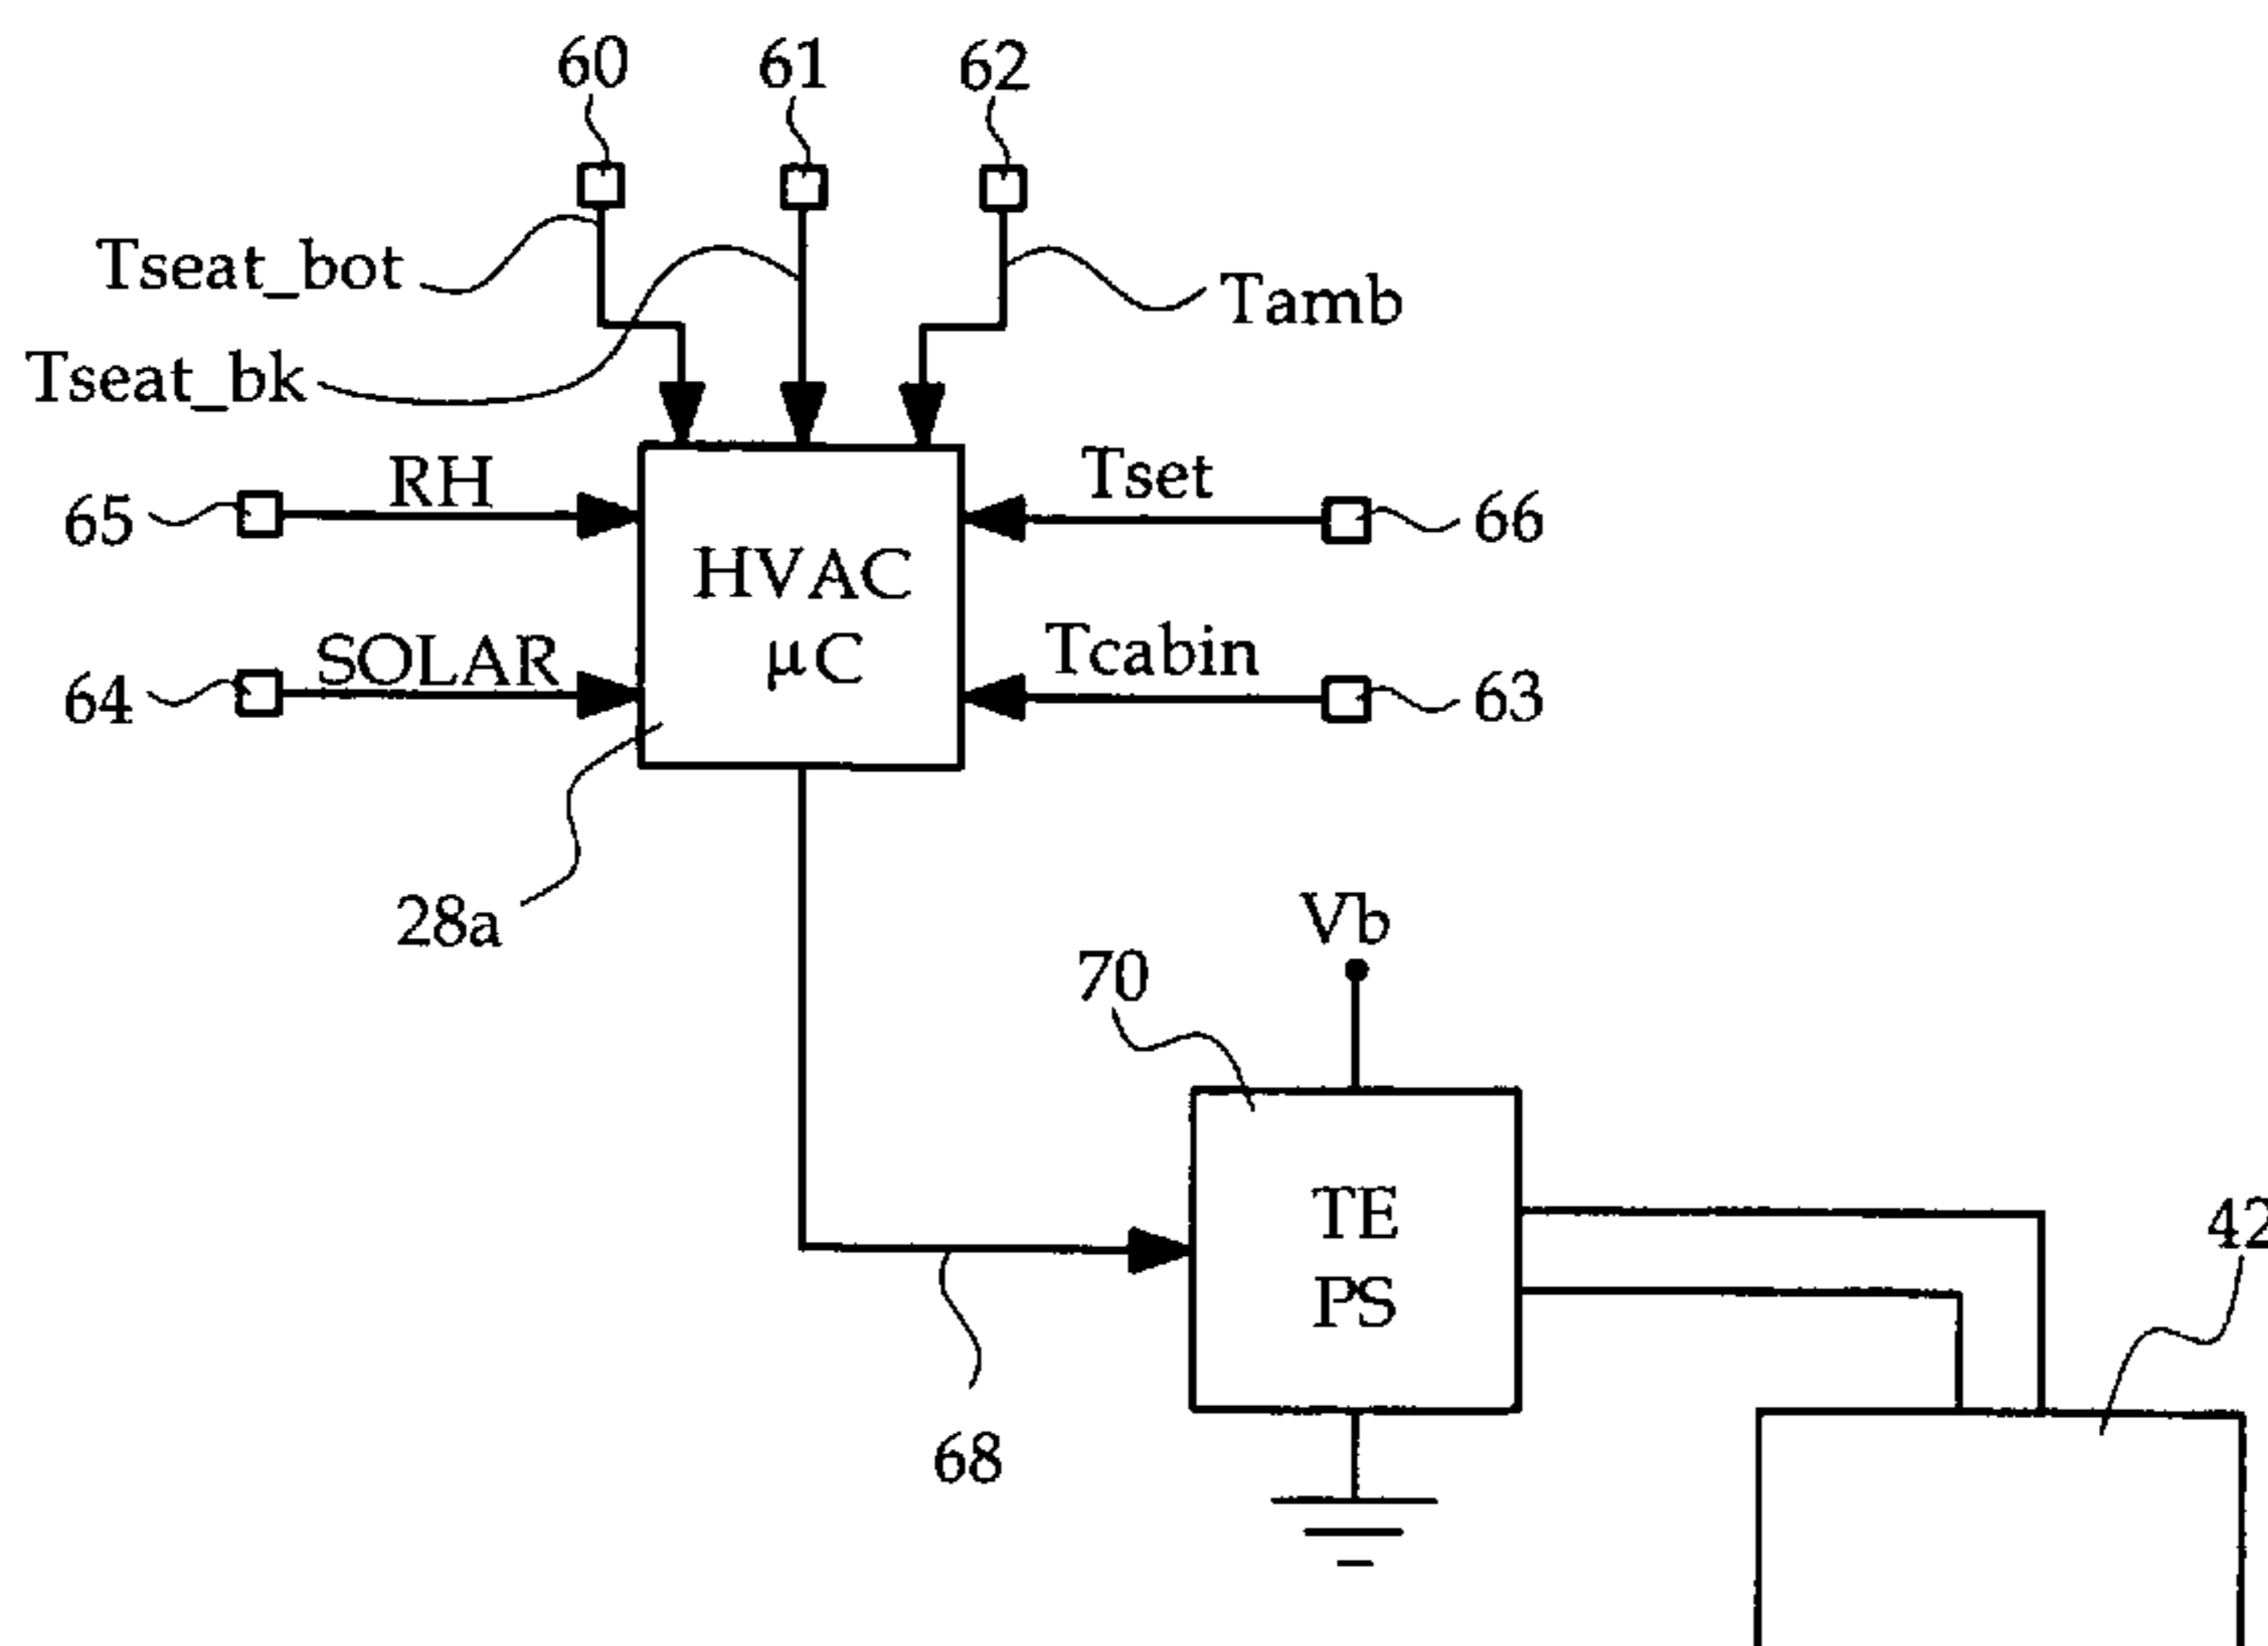 60 61 62
Tseat_bot
Tamb
Tseat_bk
RH
Tset
65
66
HVAC
µC
SOLAR
Tcabin
64
63
28a
Vb
70
TE
PS
42
68